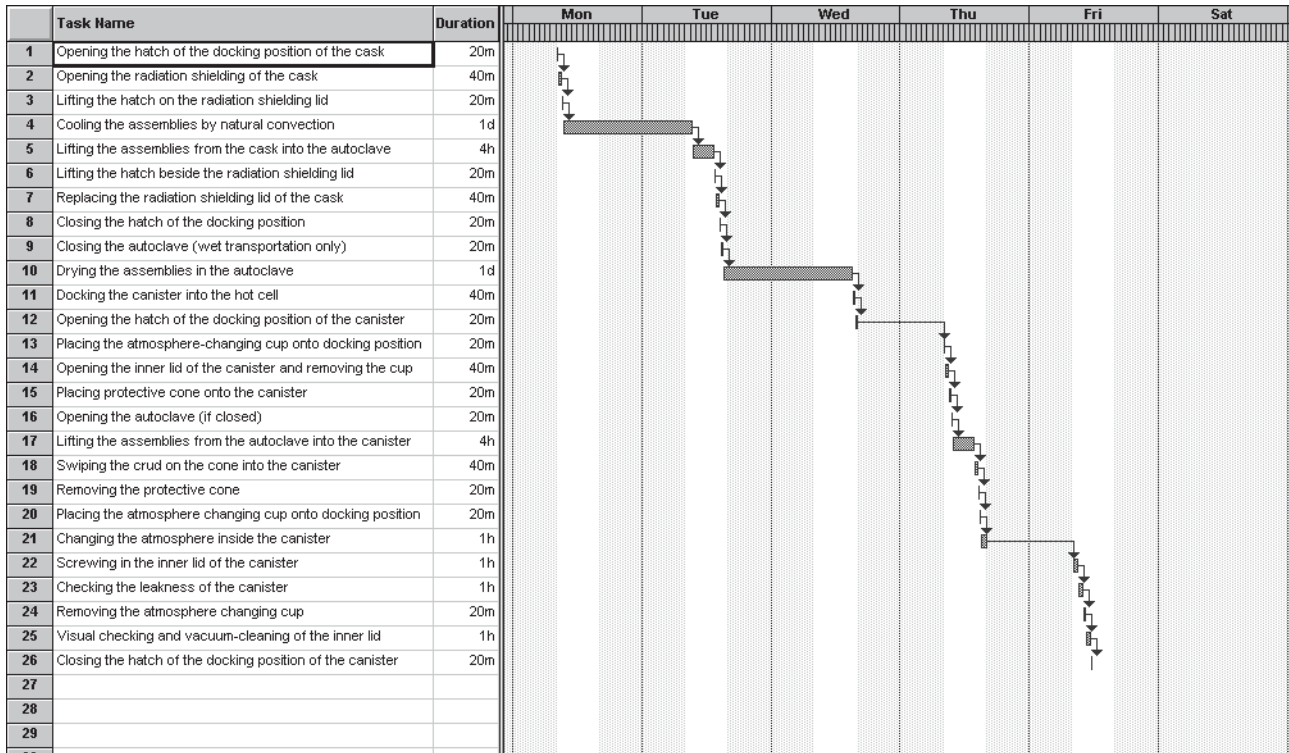 Task Name Duration Mon Tue Wed Thu Fri Sat
1 Opening the hatch of the docking position of the cask 20m
2 Opening the radiation shielding of the cask 40m
3 Lifting the hatch on the radiation shielding lid 20m
4 Cooling the assemblies by natural convection 1d
5 Lifting the assemblies from the cask into the autoclave 4h
6 Lifting the hatch beside the radiation shielding lid 20m
7 Replacing the radiation shielding lid of the cask 40m
8 Closing the hatch of the docking position 20m
9 Closing the autoclave (wet transportation only) 20m
10 Drying the assemblies in the autoclave 1d
11 Docking the canister into the hot cell 40m
12 Opening the hatch of the docking position of the canister 20m
13 Placing the atmosphere-changing cup onto docking position 20m
14 Opening the inner lid of the canister and removing the cup 40m
15 Placing protective cone onto the canister 20m
16 Opening the autoclave (if closed) 20m
17 Lifting the assemblies from the autoclave into the canister 4h
18 Swiping the crud on the cone into the canister 40m
19 Removing the protective cone 20m
20 Placing the atmosphere changing cup onto docking position 20m
21 Changing the atmosphere inside the canister 1h
22 Screwing in the inner lid of the canister 1h
23 Checking the leakness of the canister 1h
24 Removing the atmosphere changing cup 20m
25 Visual checking and vacuum-cleaning of the inner lid 1h
26 Closing the hatch of the docking position of the canister 20m
27
28
29